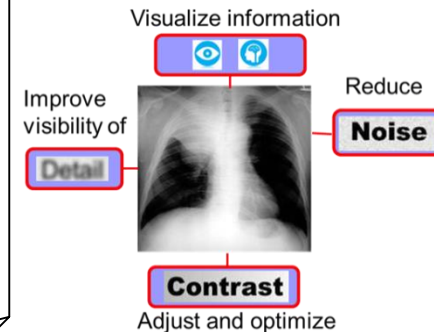 Visualize information
Improve
visibility of
Detail
Reduce
Noise
Contrast
Adjust and optimize